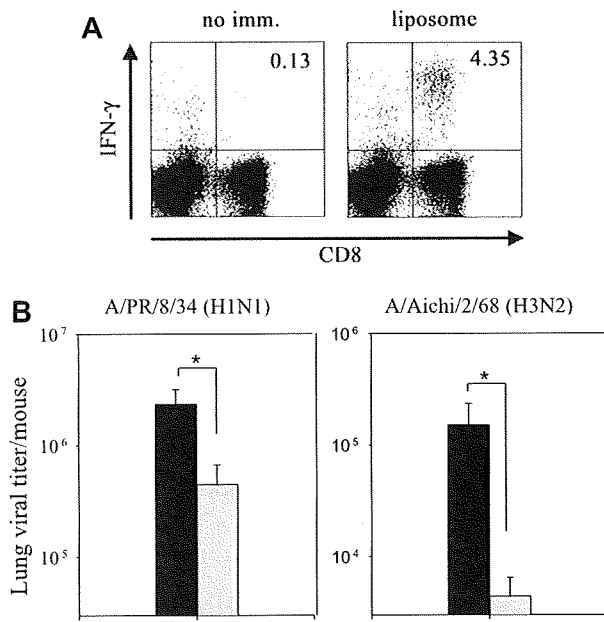 A
no imm.
liposome
0.13
4.35
IFN-γ
CD8
B
A/PR/8/34 (H1N1)
A/Aichi/2/68 (H3N2)
Lung viral titer/mouse
10⁷
10⁶
10⁵
*
10⁶
10⁵
10⁴
*